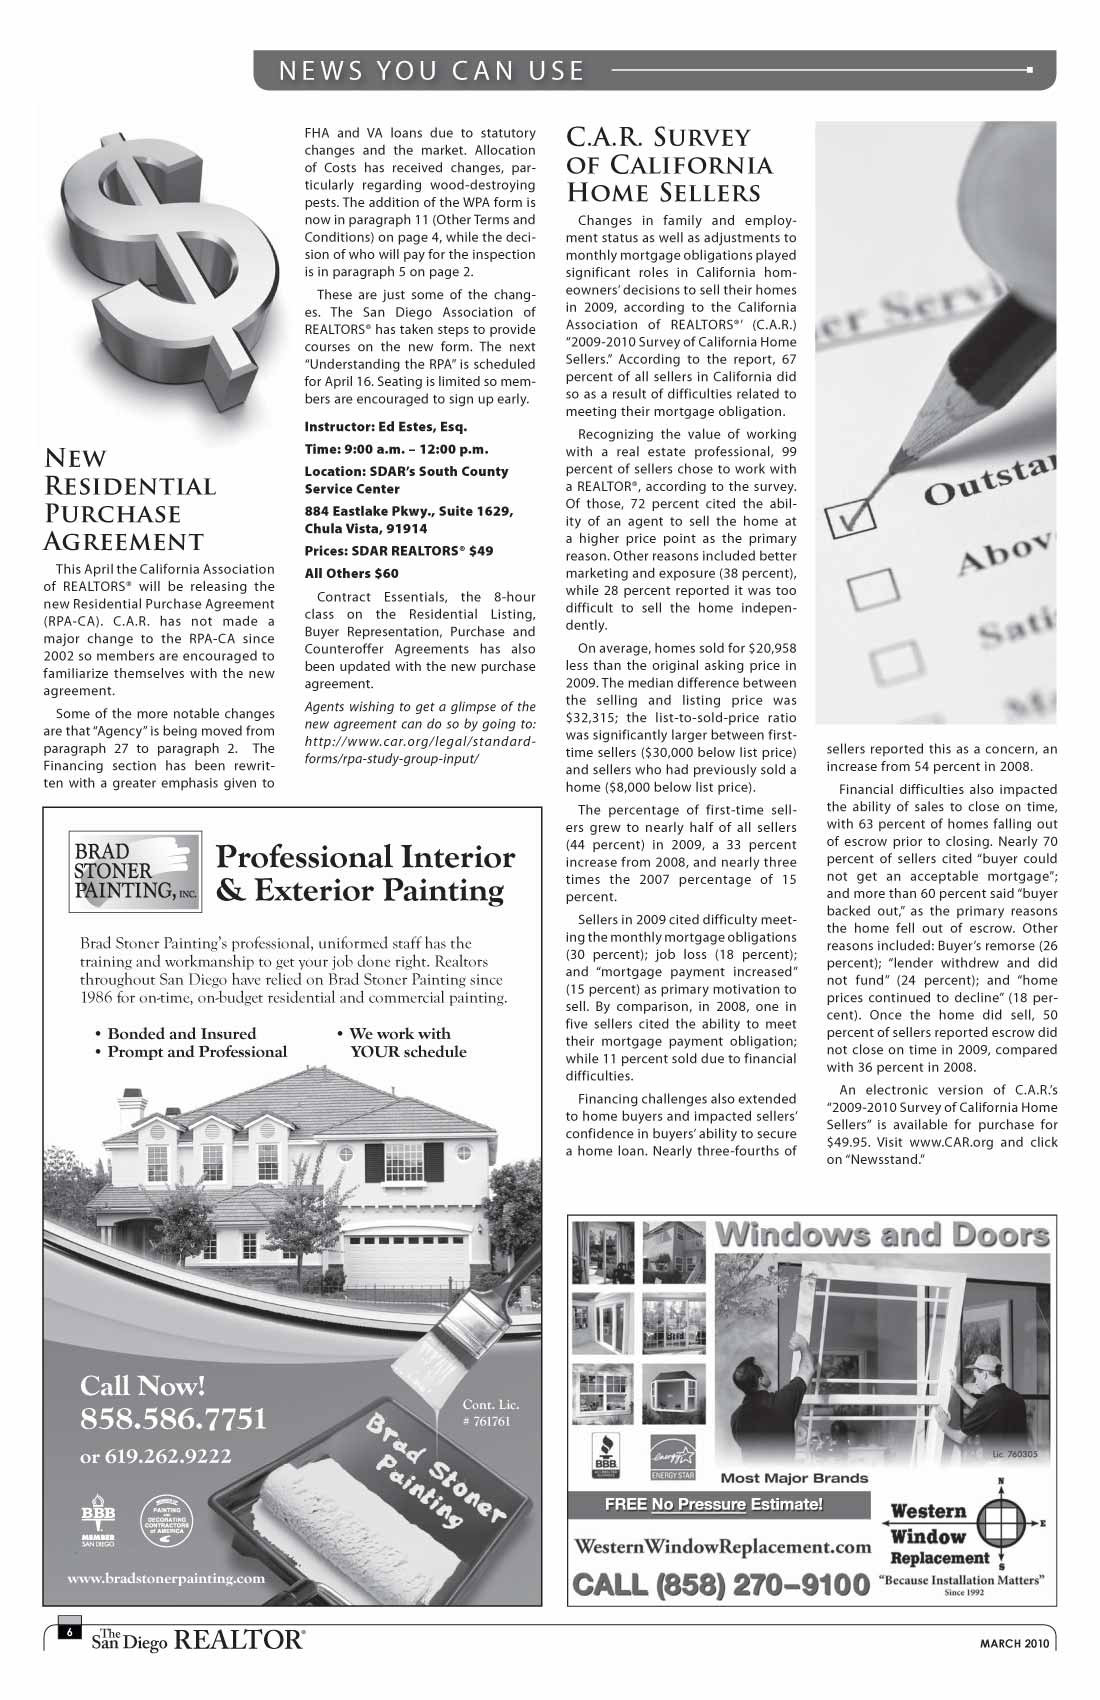 NEWS YOU CAN USE
New
Residential
Purchase
Agreement
This April the California Association
of REALTORS® will be releasing the
new Residential Purchase Agreement
(RPA-CA). C.A.R. has not made a
major change to the RPA-CA since
2002 so members are encouraged to
familiarize themselves with the new
agreement.
Some of the more notable changes
are that “Agency” is being moved from
paragraph 27 to paragraph 2. The
Financing section has been rewrit-
ten with a greater emphasis given to
FHA and VA loans due to statutory
changes and the market. Allocation
of Costs has received changes, par-
ticularly regarding wood-destroying
pests. The addition of the WPA form is
now in paragraph 11 (Other Terms and
Conditions) on page 4, while the deci-
sion of who will pay for the inspection
is in paragraph 5 on page 2.
These are just some of the chang-
es. The San Diego Association of
REALTORS® has taken steps to provide
courses on the new form. The next
“Understanding the RPA” is scheduled
for April 16. Seating is limited so mem-
bers are encouraged to sign up early.
Instructor: Ed Estes, Esq.
Time: 9:00 a.m. – 12:00 p.m.
Location: SDAR’s South County
Service Center
884 Eastlake Pkwy., Suite 1629,
Chula Vista, 91914
Prices: SDAR REALTORS® $49
All Others $60
Contract Essentials, the 8-hour
class on the Residential Listing,
Buyer Representation, Purchase and
Counteroffer Agreements has also
been updated with the new purchase
agreement.
Agents wishing to get a glimpse of the
new agreement can do so by going to:
http://www.car.org/legal/standard-
forms/rpa-study-group-input/
C.A.R. Survey
of California
Home Sellers
Changes in family and employ-
ment status as well as adjustments to
monthly mortgage obligations played
significant roles in California hom-
eowners’ decisions to sell their homes
in 2009, according to the California
Association of REALTORS®’ (C.A.R.)
“2009-2010 Survey of California Home
Sellers.” According to the report, 67
percent of all sellers in California did
so as a result of difficulties related to
meeting their mortgage obligation.
Recognizing the value of working
with a real estate professional, 99
percent of sellers chose to work with
a REALTOR®, according to the survey.
Of those, 72 percent cited the abil-
ity of an agent to sell the home at
a higher price point as the primary
reason. Other reasons included better
marketing and exposure (38 percent),
while 28 percent reported it was too
difficult to sell the home indepen-
dently.
On average, homes sold for $20,958
less than the original asking price in
2009. The median difference between
the selling and listing price was
$32,315; the list-to-sold-price ratio
was significantly larger between first-
time sellers ($30,000 below list price)
and sellers who had previously sold a
home ($8,000 below list price).
The percentage of first-time sell-
ers grew to nearly half of all sellers
(44 percent) in 2009, a 33 percent
increase from 2008, and nearly three
times the 2007 percentage of 15
percent.
Sellers in 2009 cited difficulty meet-
ing the monthly mortgage obligations
(30 percent); job loss (18 percent);
and “mortgage payment increased”
(15 percent) as primary motivation to
sell. By comparison, in 2008, one in
five sellers cited the ability to meet
their mortgage payment obligation;
while 11 percent sold due to financial
difficulties.
Financing challenges also extended
to home buyers and impacted sellers’
confidence in buyers’ ability to secure
a home loan. Nearly three-fourths of
er Servi
Outstan
Above
Sati
sellers reported this as a concern, an
increase from 54 percent in 2008.
Financial difficulties also impacted
the ability of sales to close on time,
with 63 percent of homes falling out
of escrow prior to closing. Nearly 70
percent of sellers cited “buyer could
not get an acceptable mortgage”;
and more than 60 percent said “buyer
backed out,” as the primary reasons
the home fell out of escrow. Other
reasons included: Buyer’s remorse (26
percent); “lender withdrew and did
not fund” (24 percent); and “home
prices continued to decline” (18 per-
cent). Once the home did sell, 50
percent of sellers reported escrow did
not close on time in 2009, compared
with 36 percent in 2008.
An electronic version of C.A.R.’s
“2009-2010 Survey of California Home
Sellers” is available for purchase for
$49.95. Visit www.CAR.org and click
on “Newsstand.”
BRAD
STONER
PAINTING, INC.
Professional Interior
& Exterior Painting
Brad Stoner Painting’s professional, uniformed staff has the
training and workmanship to get your job done right. Realtors
throughout San Diego have relied on Brad Stoner Painting since
1986 for on-time, on-budget residential and commercial painting.
• Bonded and Insured
• Prompt and Professional
• We work with
YOUR schedule
Call Now!
858.586.7751
or 619.262.9222
Cont. Lic.
# 761761
Brad Stoner
Painting
BBB
MEMBER
SAN DIEGO
PAINTING
AND
DECORATING
CONTRACTORS
of AMERICA
www.bradstonerpainting.com
Windows and Doors
Lic. 760305
BBB
ACCREDITED
BUSINESS
energy
ENERGY STAR
Most Major Brands
FREE No Pressure Estimate!
WesternWindowReplacement.com
CALL (858) 270–9100
Western
Window
Replacement
N
E
S
“Because Installation Matters”
Since 1992
6
The
San Diego REALTOR®
MARCH 2010